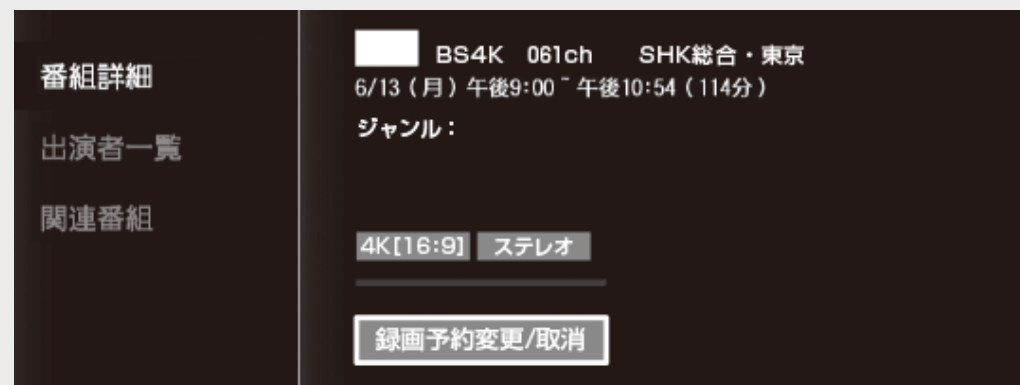 番組詳細
出演者一覧
関連番組
BS4K 061ch SHK総合・東京
6/13（月）午後9:00~午後10:54（114分）
ジャンル：
4K[16:9] ステレオ
録画予約変更/取消